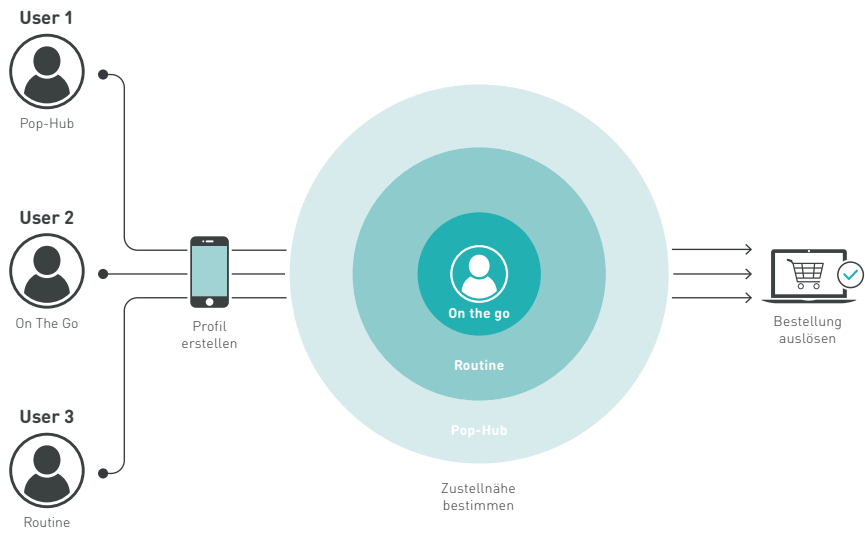 User 1
Pop-Hub
User 2
On The Go
User 3
Routine
Profil
erstellen
On the go
Routine
Pop-Hub
Zustellnähe
bestimmen
Bestellung
auslösen